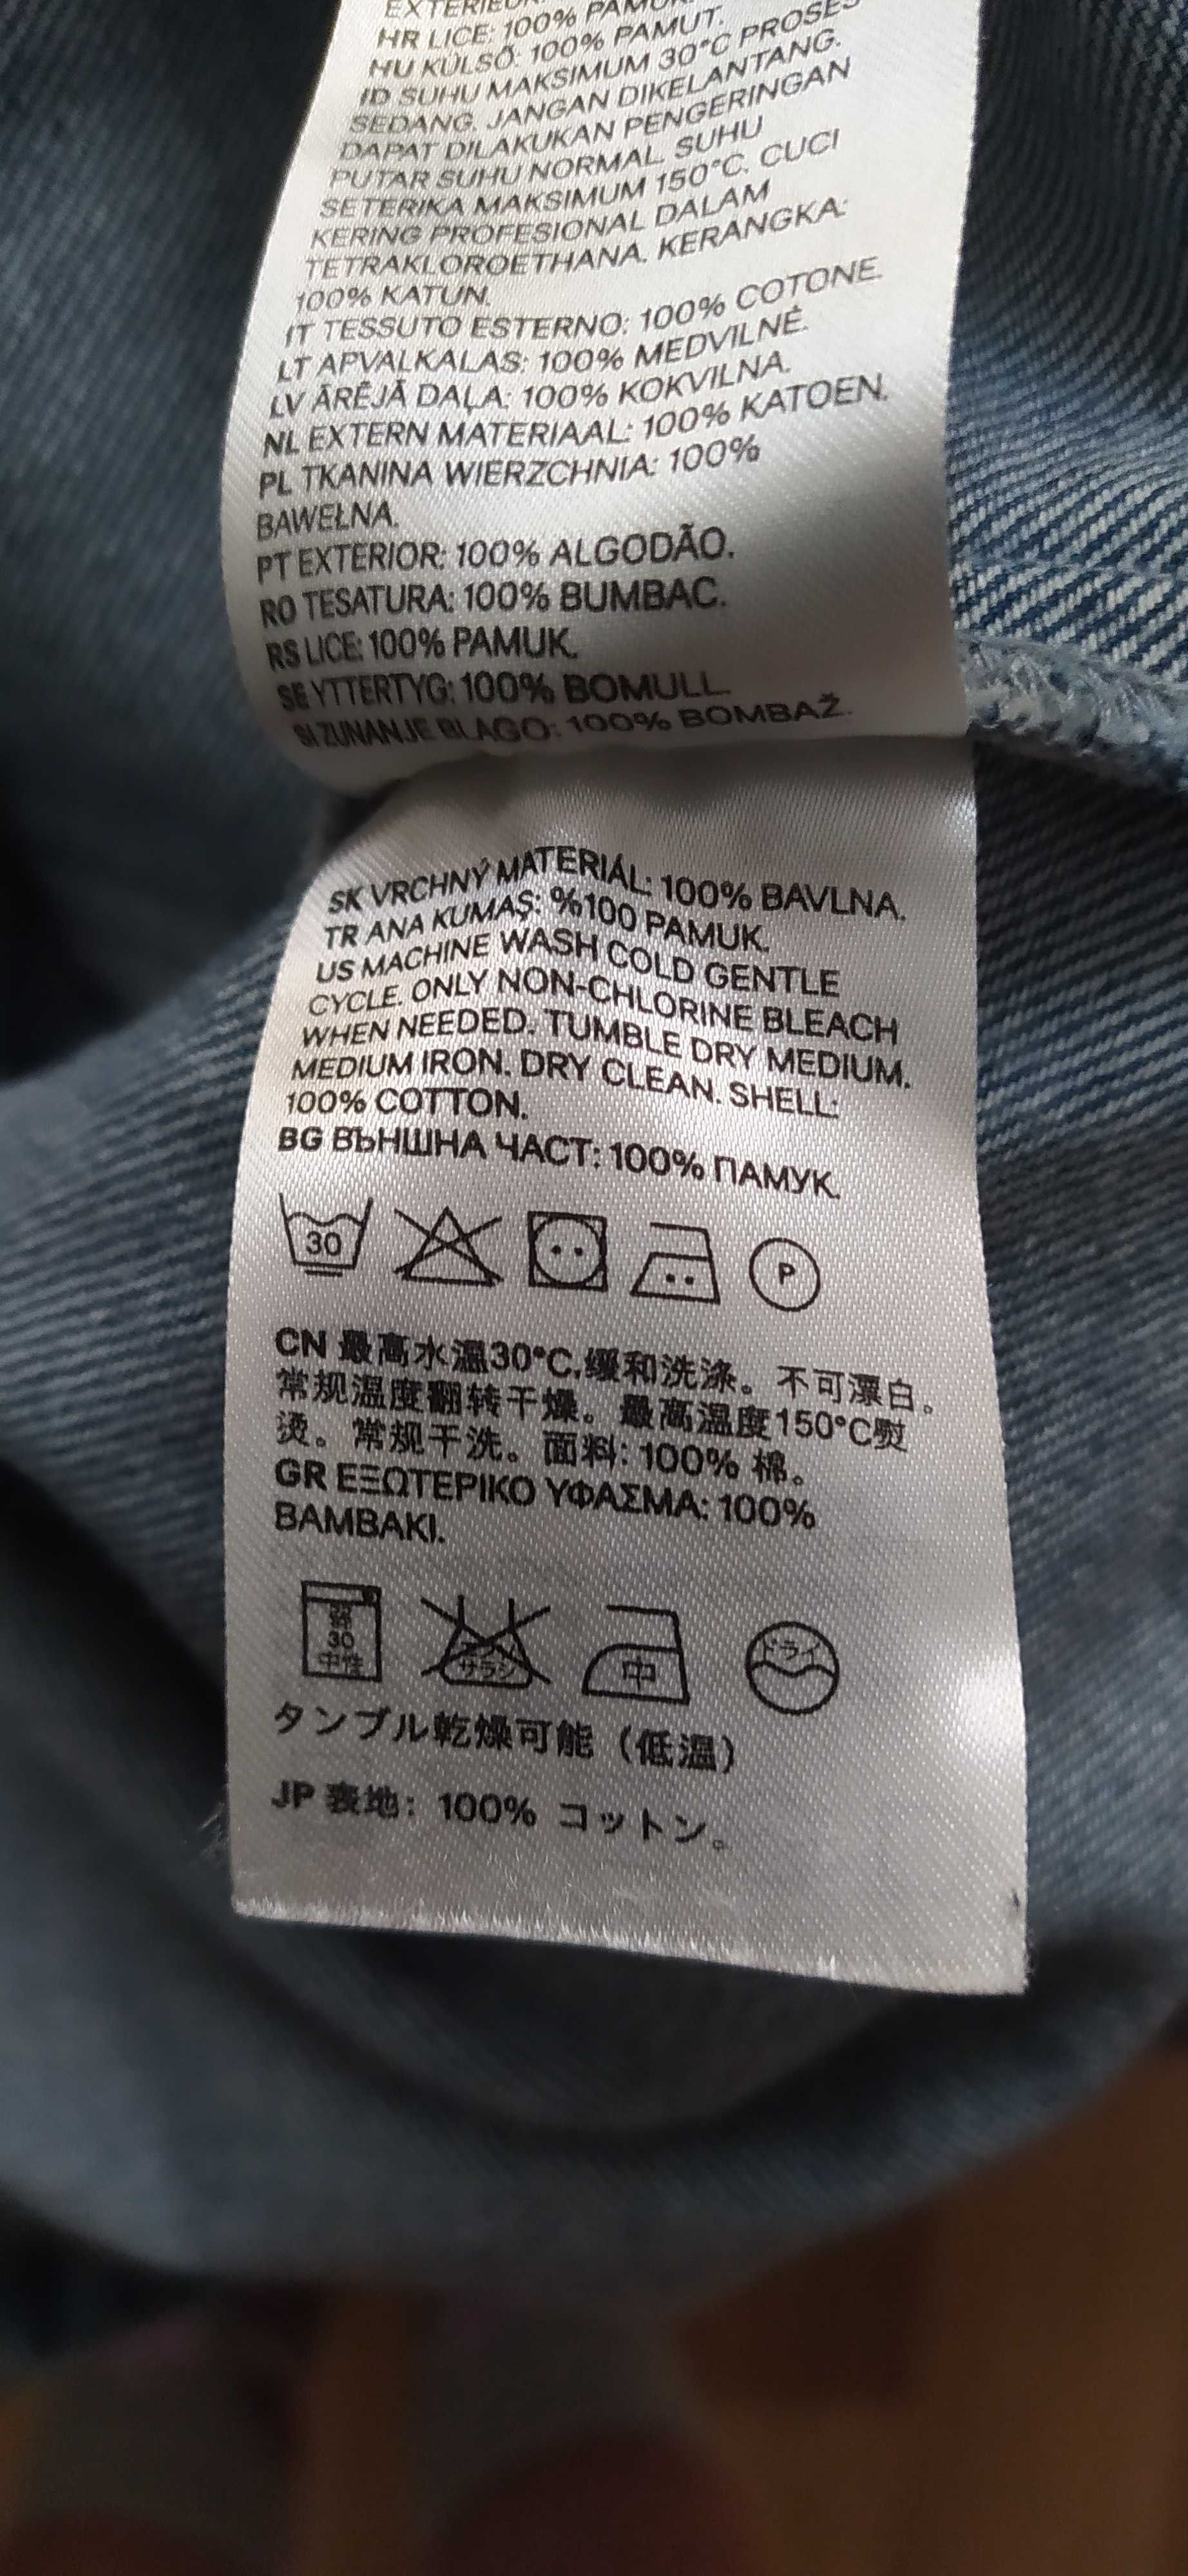 HR LICE: 100% PAMUK.
HU KÜLSŐ: 100% PAMUT.
ID SUHU MAKSIMUM 30°C PROSES
SEDANG. JANGAN DIKELANTANG.
DAPAT DILAKUKAN PENGERINGAN
PUTAR SUHU NORMAL. SUHU
SETERIKA MAKSIMUM 150°C. CUCI
KERING PROFESIONAL DALAM
TETRAKLOROETHANA. KERANGKA:
100% KATUN.
IT TESSUTO ESTERNO: 100% COTONE.
LT APVALKALAS: 100% MEDVILNĖ.
LV ĀRĒJĀ DAĻA: 100% KOKVILNA.
NL EXTERN MATERIAAL: 100% KATOEN.
PL TKANINA WIERZCHNIA: 100%
BAWEŁNA.
PT EXTERIOR: 100% ALGODÃO.
RO TESATURA: 100% BUMBAC.
RS LICE: 100% PAMUK.
SE YTTERTYG: 100% BOMULL.
SI ZUNANJE BLAGO: 100% BOMBAŽ.
SK VRCHNÝ MATERIÁL: 100% BAVLNA.
TR ANA KUMAŞ: %100 PAMUK.
US MACHINE WASH COLD GENTLE
CYCLE. ONLY NON-CHLORINE BLEACH
WHEN NEEDED. TUMBLE DRY MEDIUM.
MEDIUM IRON. DRY CLEAN. SHELL:
100% COTTON.
BG ВЪНШНА ЧАСТ: 100% ПАМУК.
30 P
CN 最高水温30°C,缓和洗涤。不可漂白。
常规温度翻转干燥。最高温度150°C熨
烫。常规干洗。面料: 100% 棉。
GR ΕΞΩΤΕΡΙΚΟ ΥΦΑΣΜΑ: 100%
ΒΑΜΒΑΚΙ.
弱
30
中性
サラシ
中
ドライ
タンブル乾燥可能（低温）
JP 表地: 100% コットン。